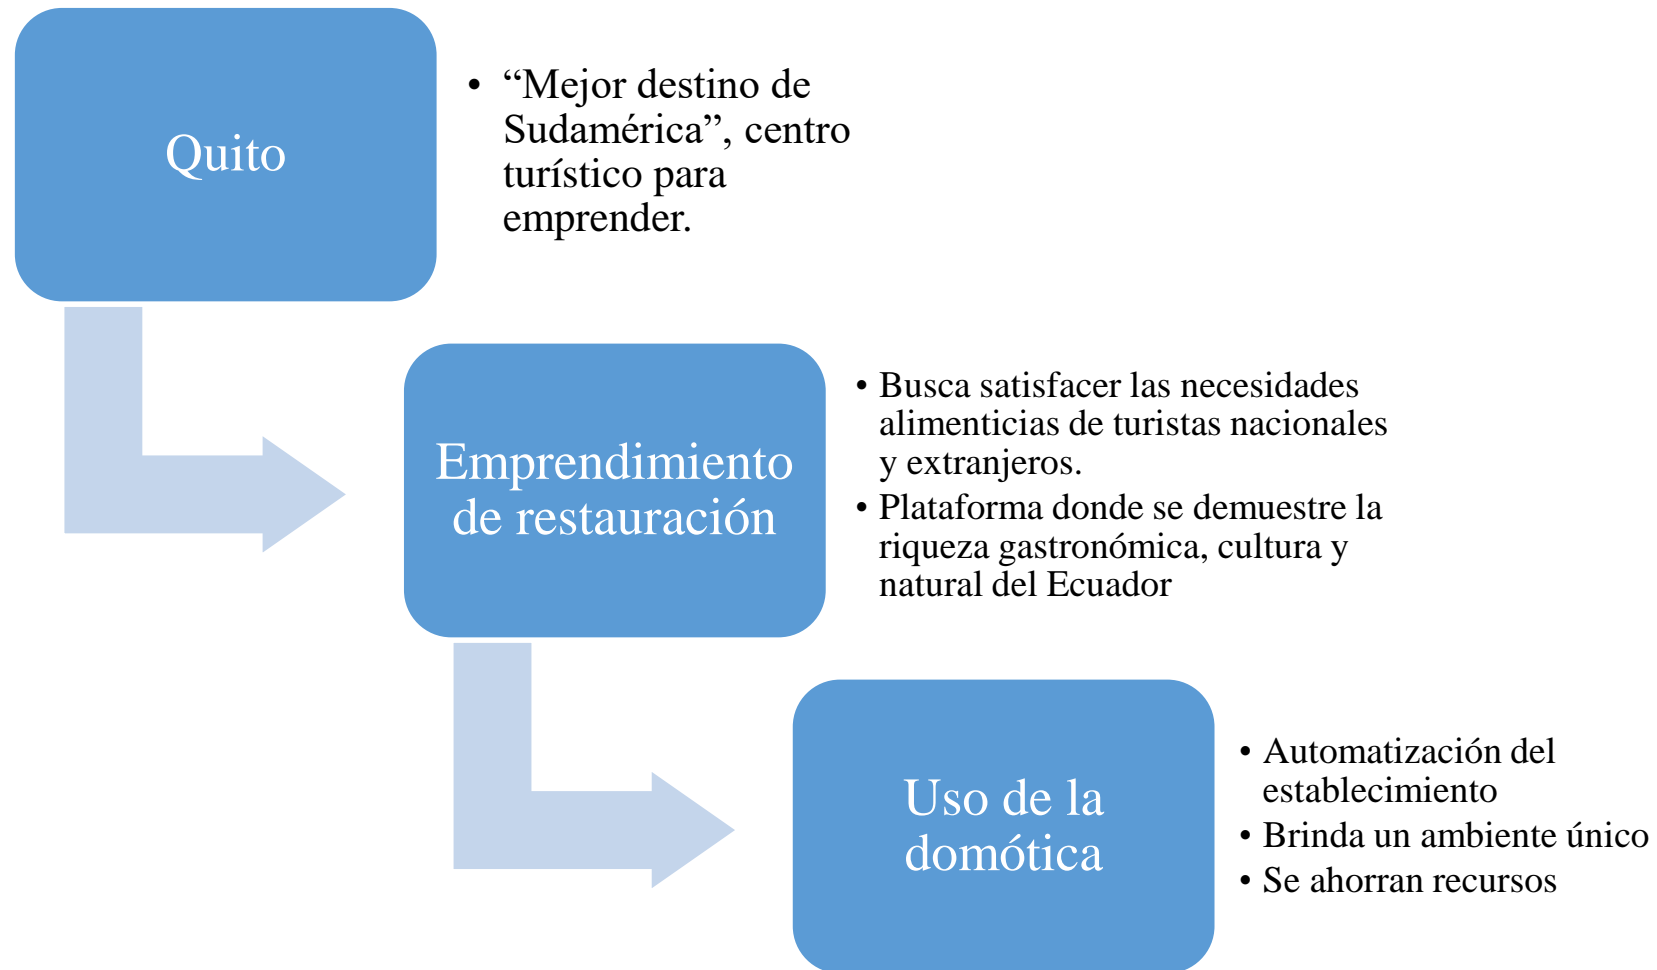 Quito
• “Mejor destino de
Sudamérica”, centro
turístico para
emprender.
Emprendimiento
de restauración
• Busca satisfacer las necesidades
alimenticias de turistas nacionales
y extranjeros.
• Plataforma donde se demuestre la
riqueza gastronómica, cultura y
natural del Ecuador
Uso de la
domótica
• Automatización del
establecimiento
• Brinda un ambiente único
• Se ahorran recursos